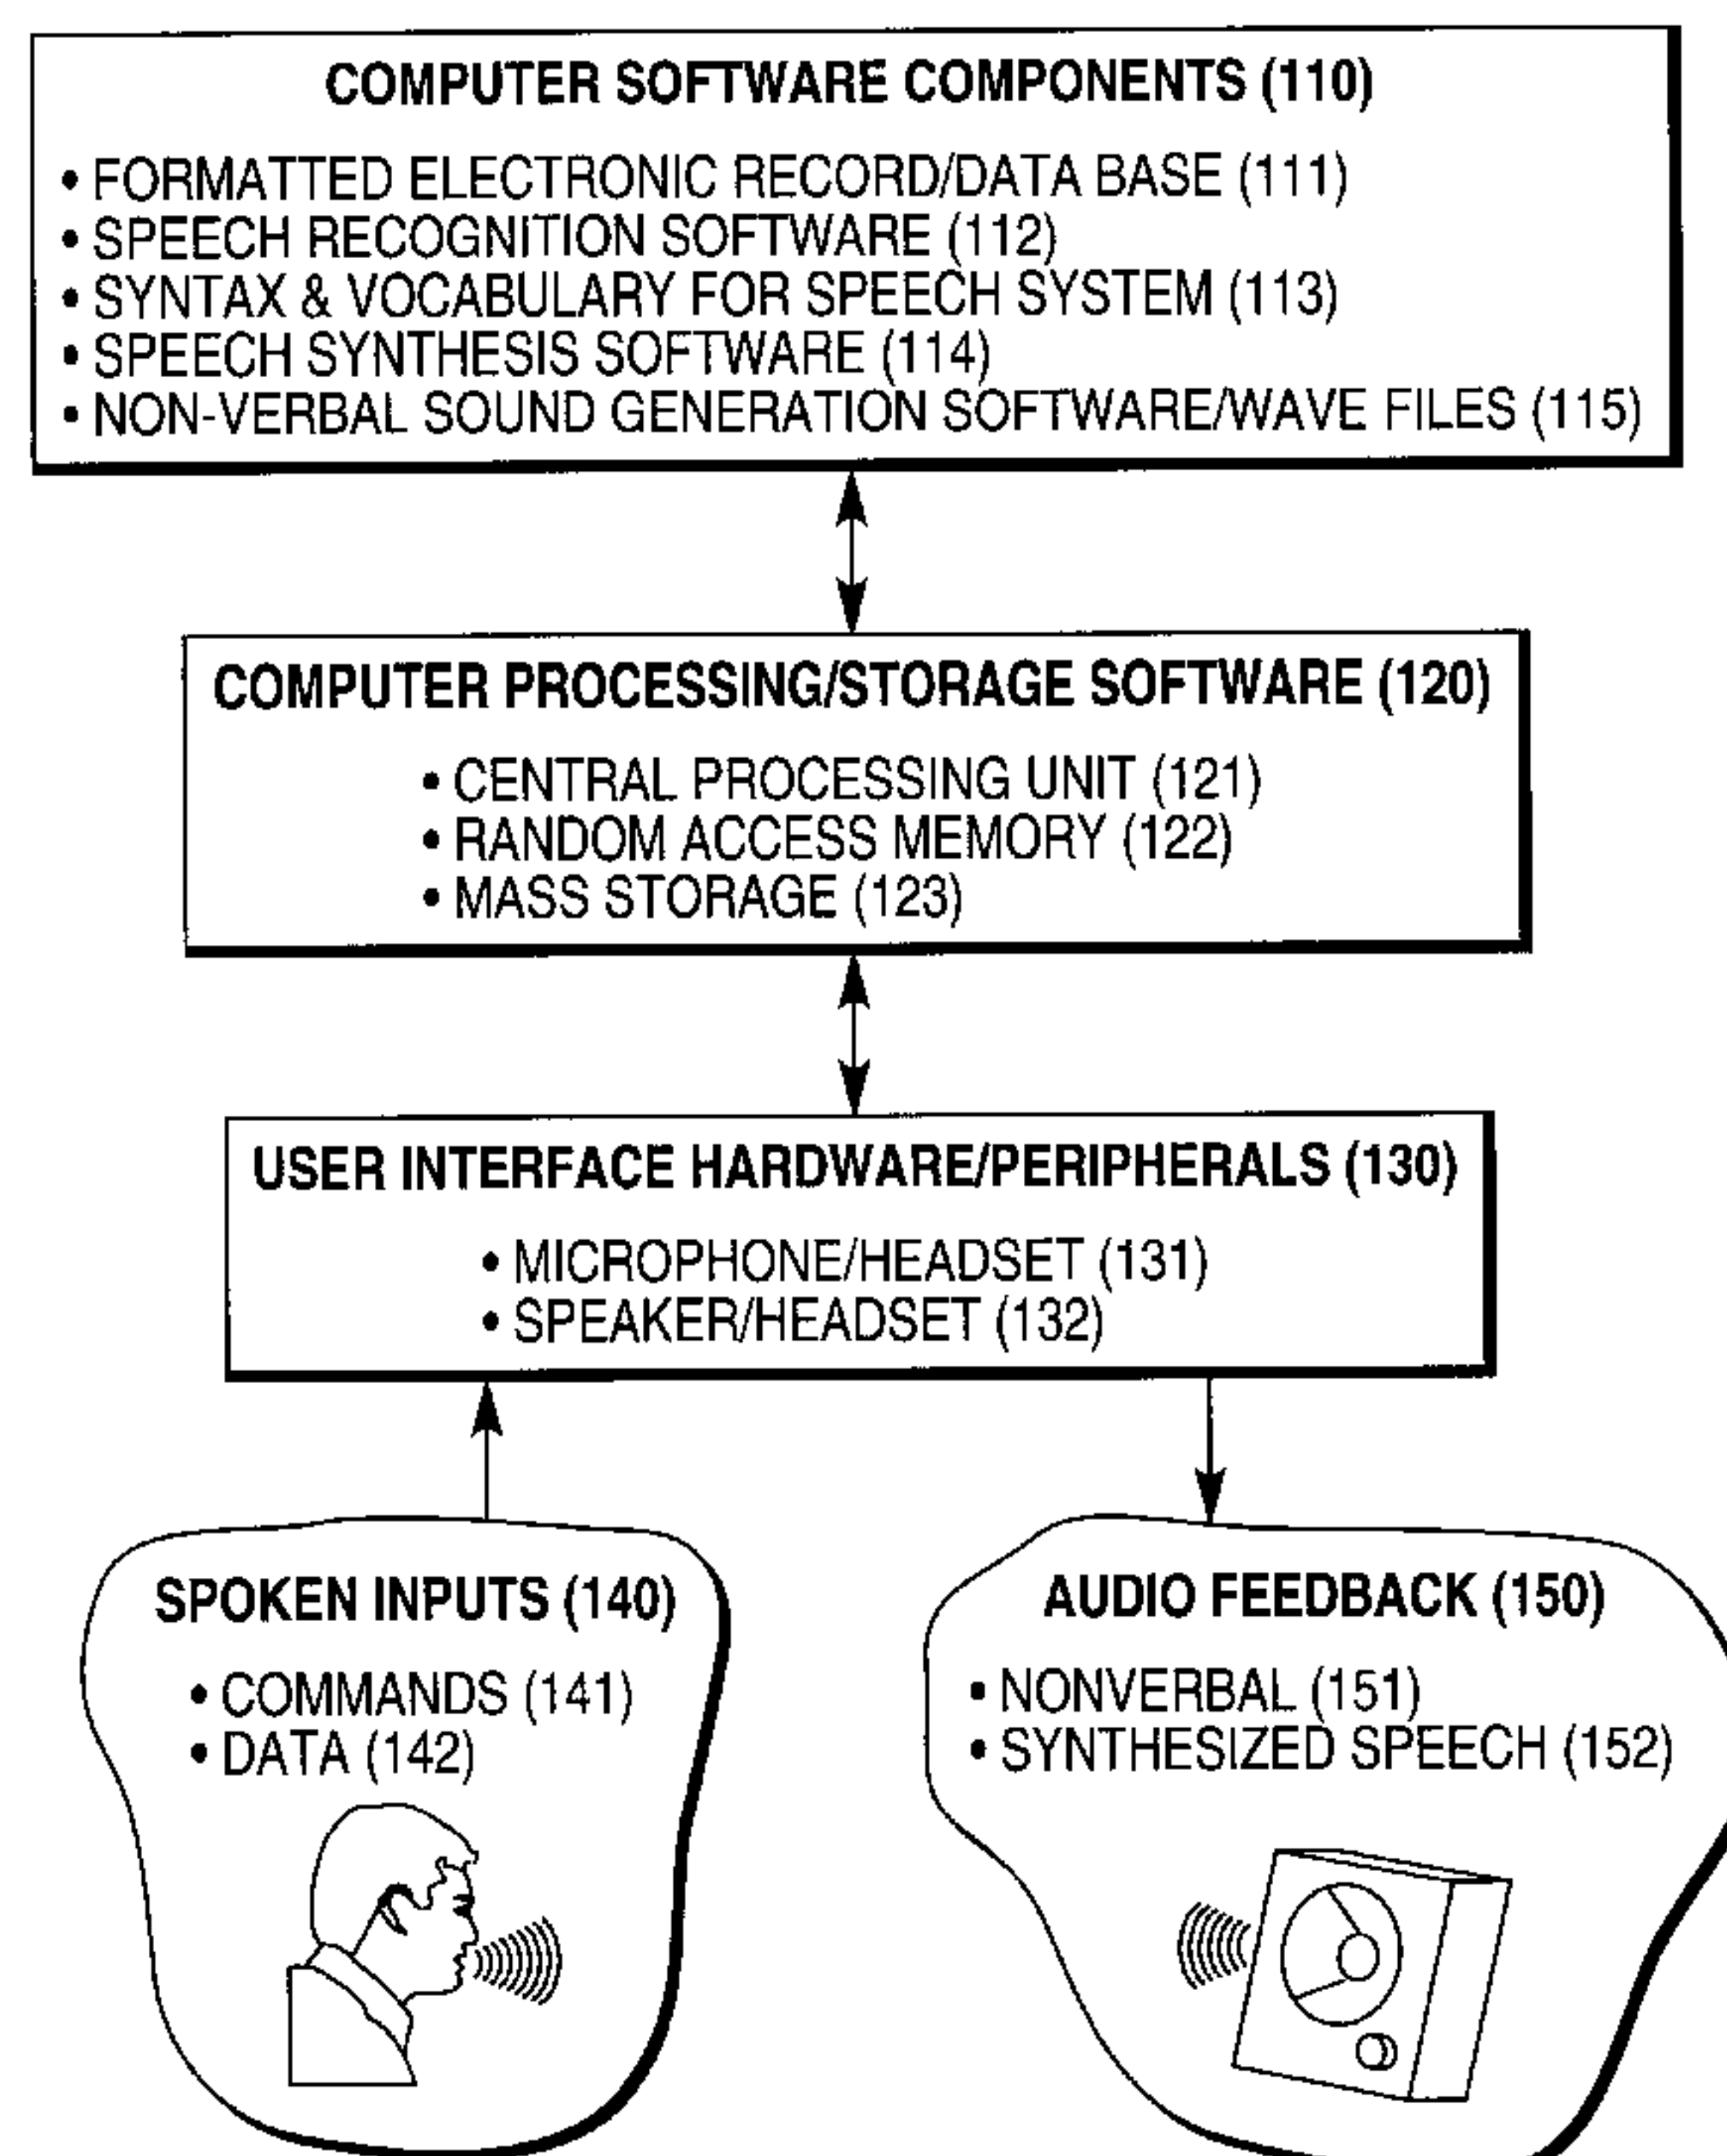 COMPUTER SOFTWARE COMPONENTS (110)
• FORMATTED ELECTRONIC RECORD/DATA BASE (111)
• SPEECH RECOGNITION SOFTWARE (112)
• SYNTAX & VOCABULARY FOR SPEECH SYSTEM (113)
• SPEECH SYNTHESIS SOFTWARE (114)
• NON-VERBAL SOUND GENERATION SOFTWARE/WAVE FILES (115)
COMPUTER PROCESSING/STORAGE SOFTWARE (120)
• CENTRAL PROCESSING UNIT (121)
• RANDOM ACCESS MEMORY (122)
• MASS STORAGE (123)
USER INTERFACE HARDWARE/PERIPHERALS (130)
• MICROPHONE/HEADSET (131)
• SPEAKER/HEADSET (132)
SPOKEN INPUTS (140)
• COMMANDS (141)
• DATA (142)
AUDIO FEEDBACK (150)
• NONVERBAL (151)
• SYNTHESIZED SPEECH (152)